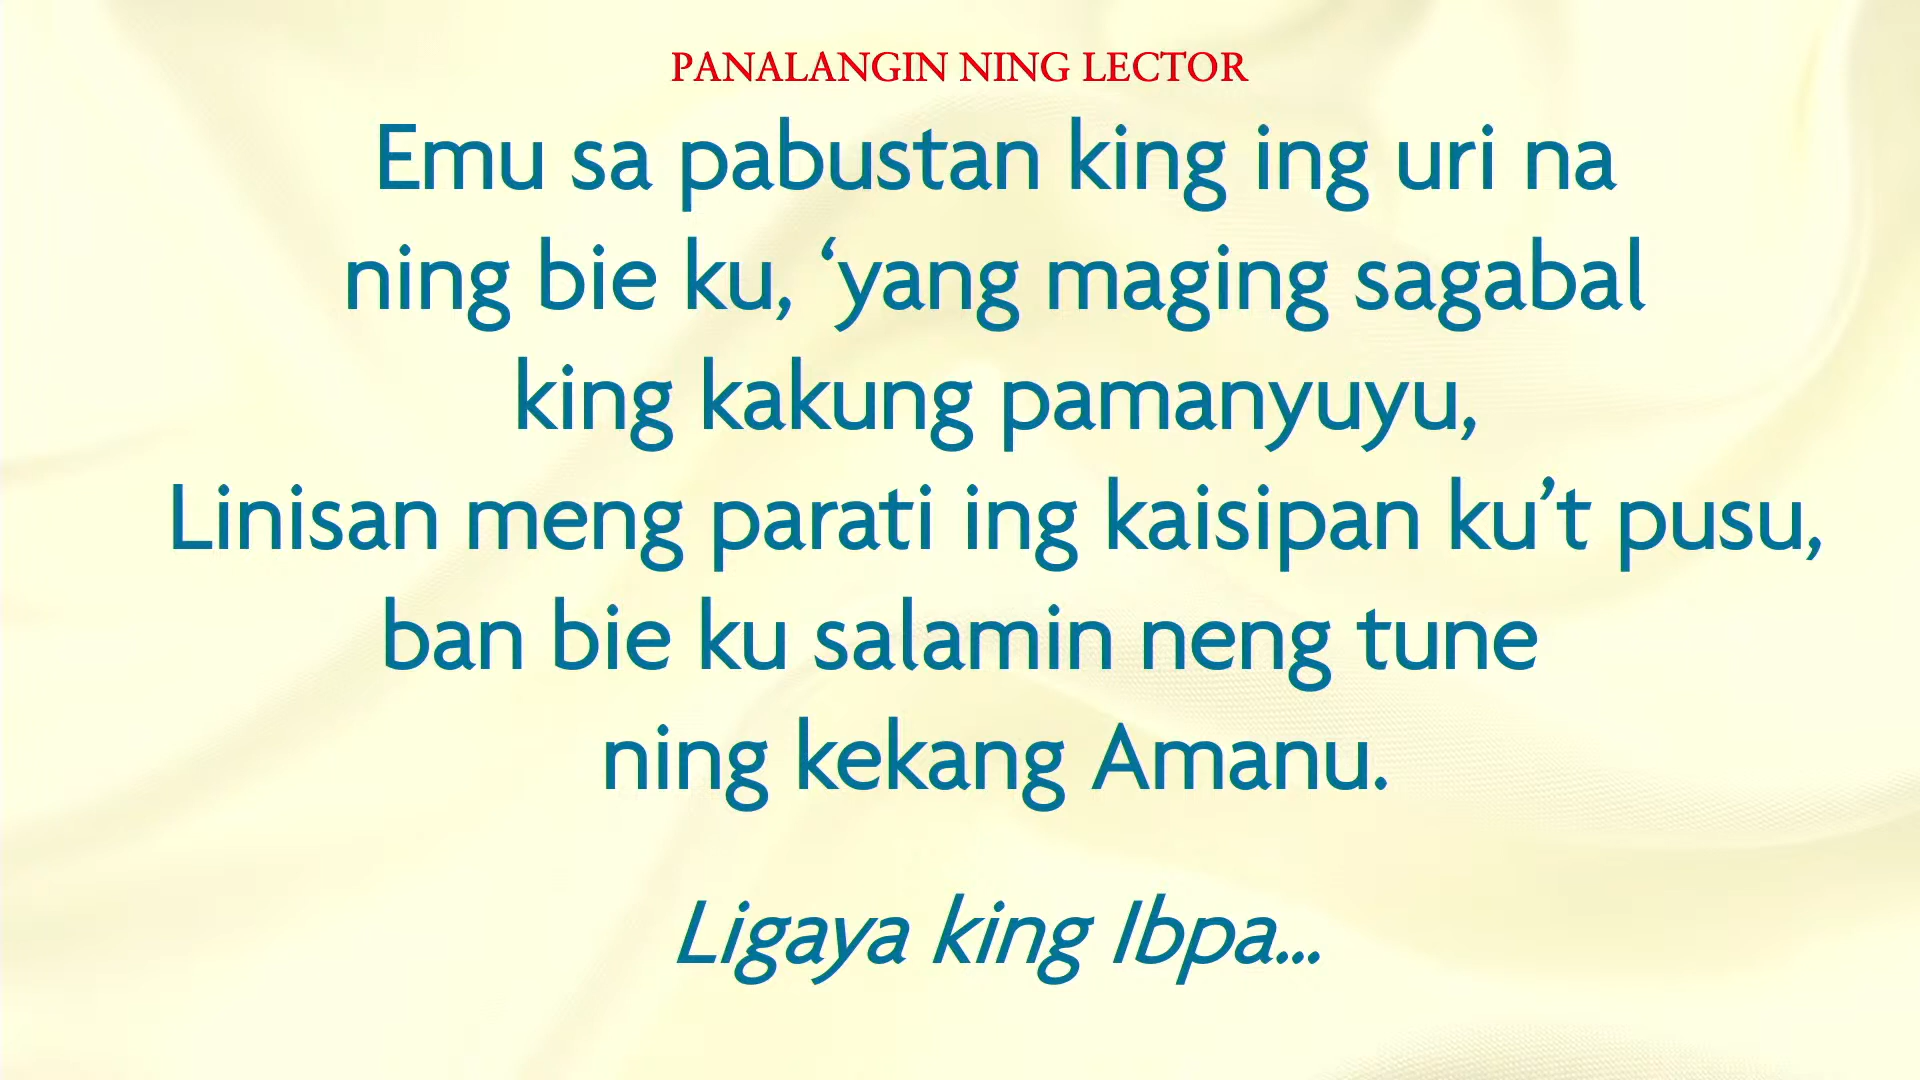 PANALANGIN NING LECTOR
Emu sa pabustan king ing uri na
ning bie ku, ‘yang maging sagabal
king kakung pamanyuyu,
Linisan meng parati ing kaisipan ku’t pusu,
ban bie ku salamin neng tune
ning kekang Amanu.
Ligaya king Ibpa...